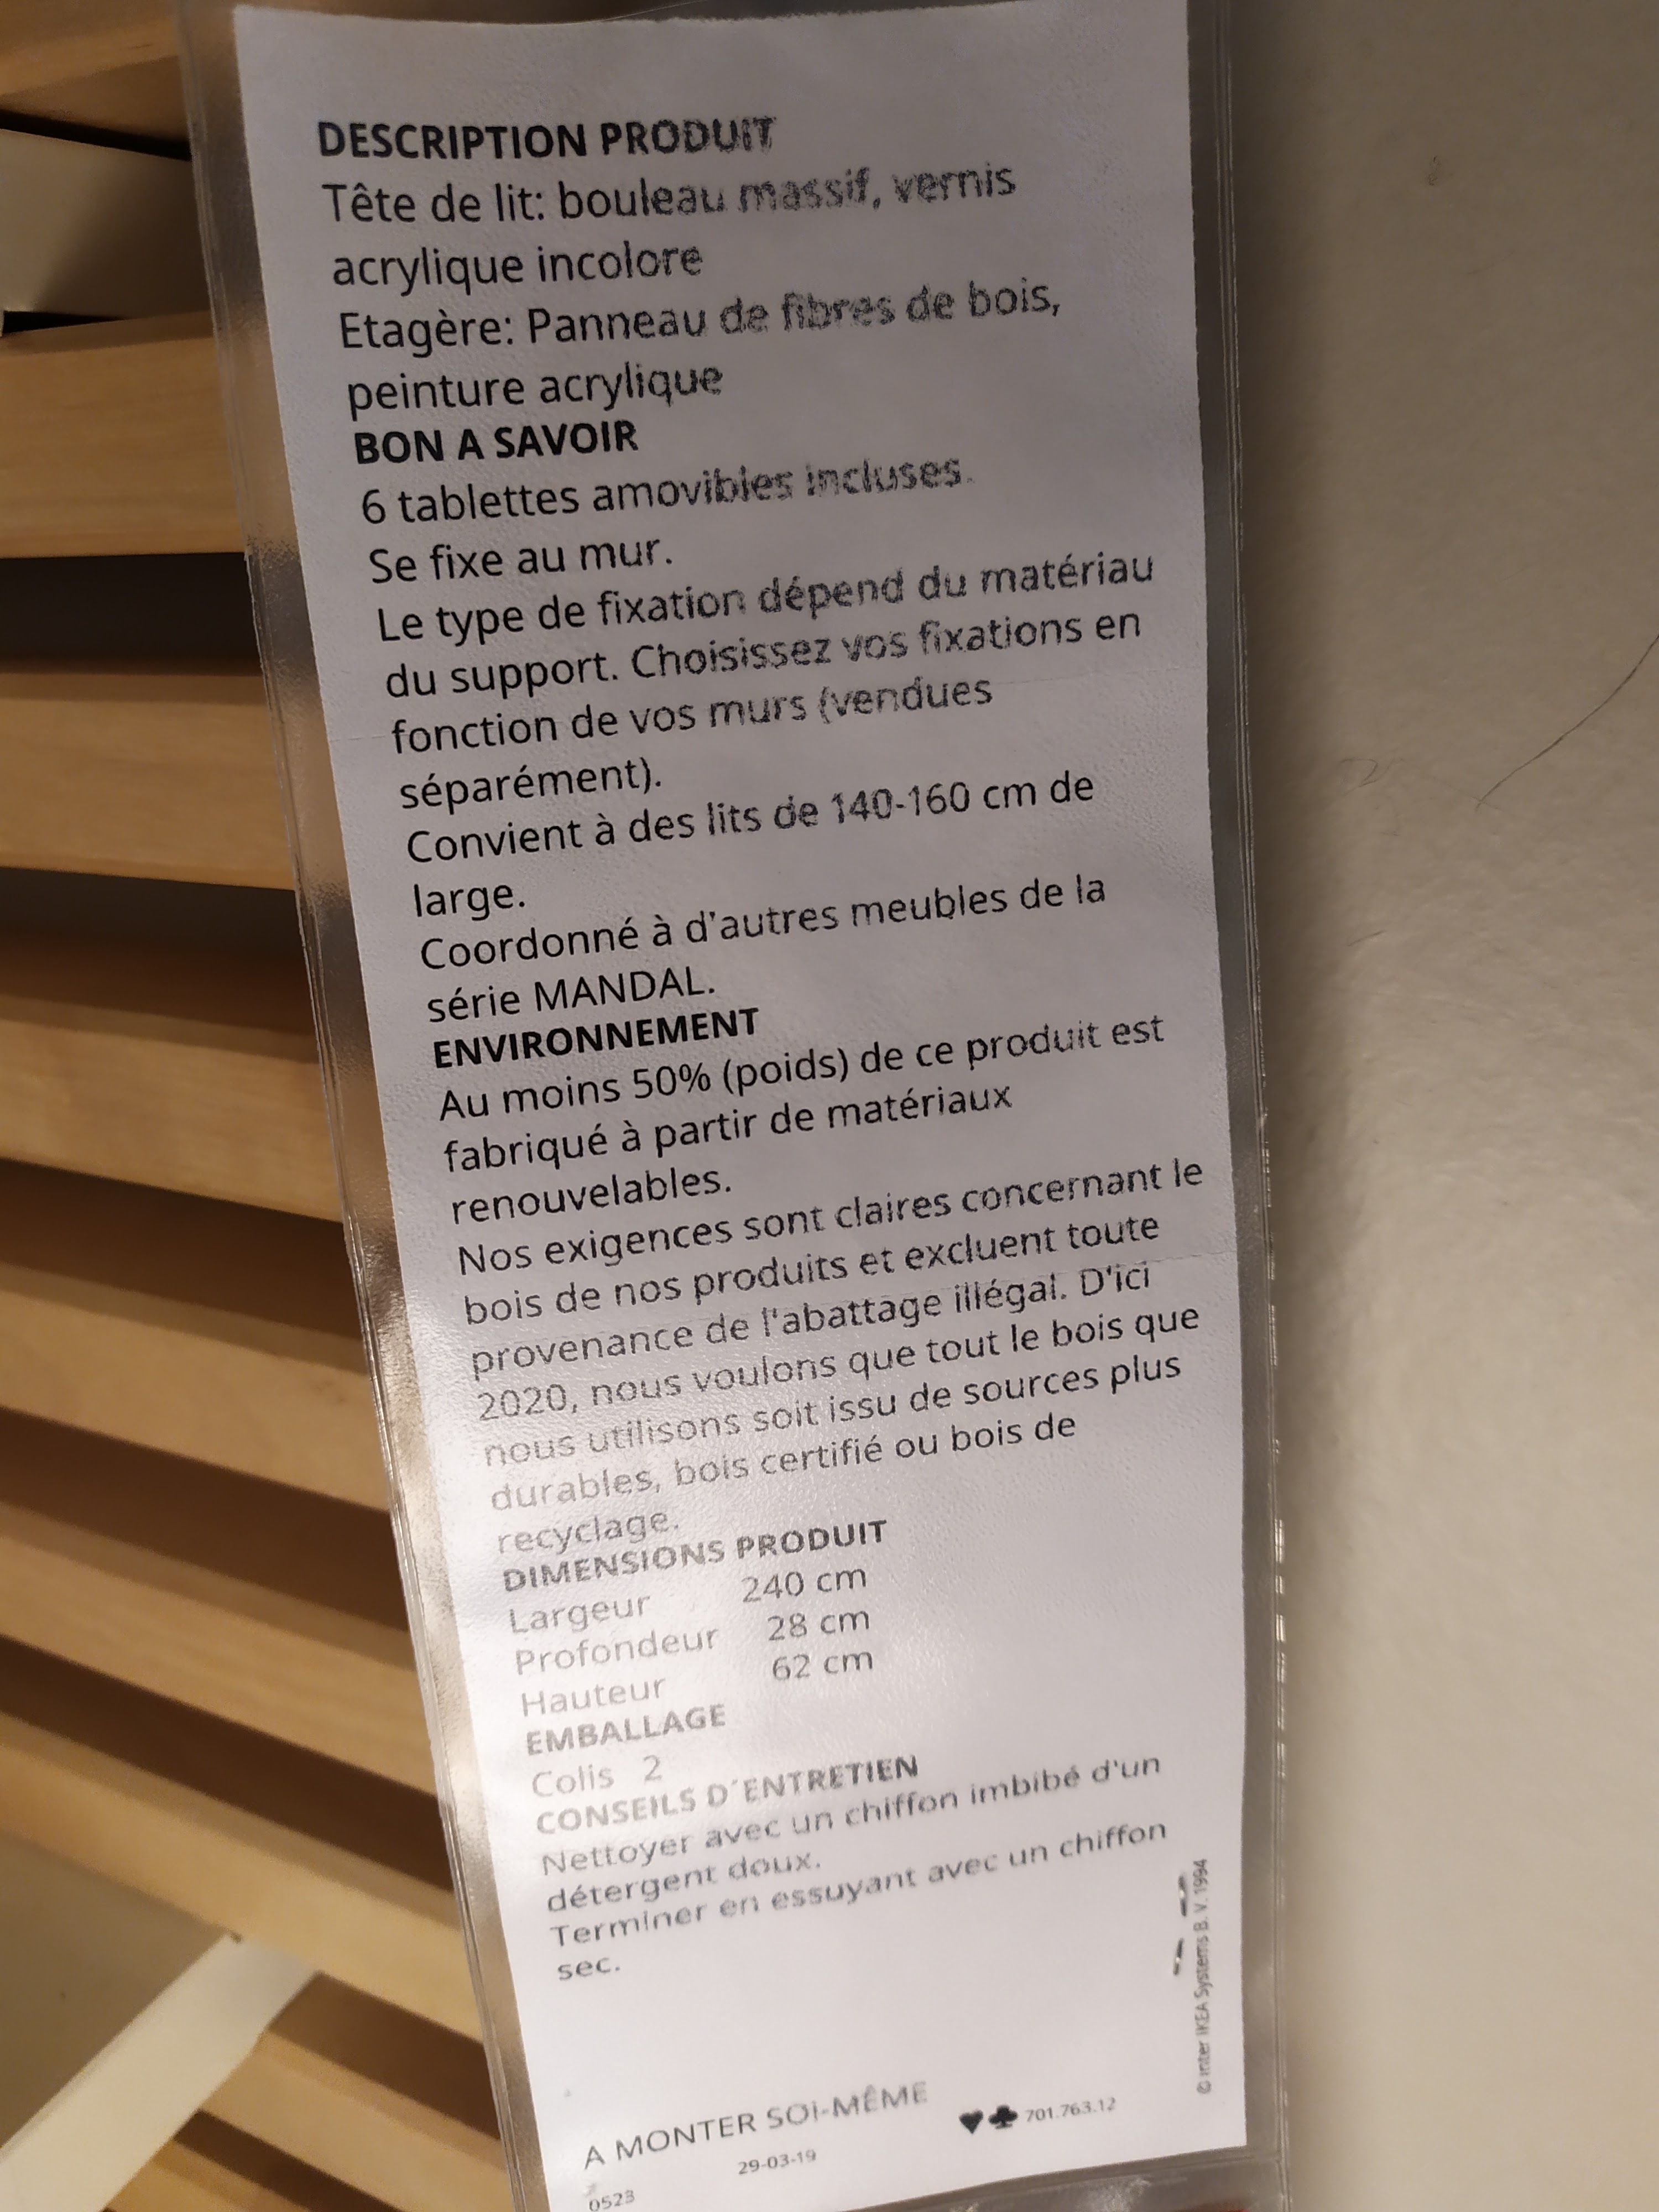 DESCRIPTION PRODUIT
Tête de lit: bouleau massif, vernis
acrylique incolore
Etagère: Panneau de fibres de bois,
peinture acrylique
BON A SAVOIR
6 tablettes amovibles incluses.
Se fixe au mur.
Le type de fixation dépend du matériau
du support. Choisissez vos fixations en
fonction de vos murs (vendues
séparément).
Convient à des lits de 140-160 cm de
large.
Coordonné à d'autres meubles de la
série MANDAL.
ENVIRONNEMENT
Au moins 50% (poids) de ce produit est
fabriqué à partir de matériaux
renouvelables.
Nos exigences sont claires concernant le
bois de nos produits et excluent toute
provenance de l'abattage illégal. D'ici
2020, nous voulons que tout le bois que
nous utilisons soit issu de sources plus
durables, bois certifié ou bois de
recyclage.
DIMENSIONS PRODUIT
Largeur 240 cm
Profondeur 28 cm
Hauteur 62 cm
EMBALLAGE
Colis 2
CONSEILS D´ENTRETIEN
Nettoyer avec un chiffon imbibé d'un
détergent doux.
Terminer en essuyant avec un chiffon
sec.
© Inter IKEA Systems B. V. 1994
A MONTER SOI-MÊME
♥♣ 701.763.12
29-03-19
0523